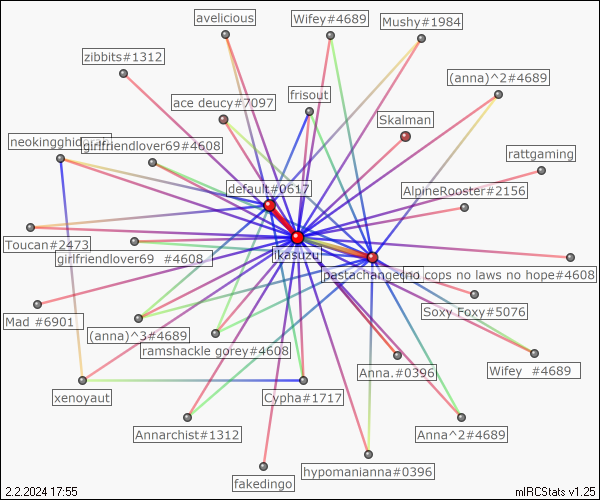 avelicious
Wifey#4689
Mushy#1984
zibbits#1312
(anna)^2#4689
ace deucy#7097
frisout
Skalman
neokingghid
girlfriendlover69#4608
rattgaming
default#0617
AlpineRooster#2156
Toucan#2473
girlfriendlover69 #4608
likasuzu
pastachanged
no cops no laws no hope#4608
Mad #6901
Soxy Foxy#5076
(anna)^3#4689
ramshackle gorey#4608
Anna.#0396
Wifey #4689
xenoyaut
Cypha#1717
Annarchist#1312
Anna^2#4689
fakedingo
hypomanianna#0396
2.2.2024 17:55
mIRCStats v1.25